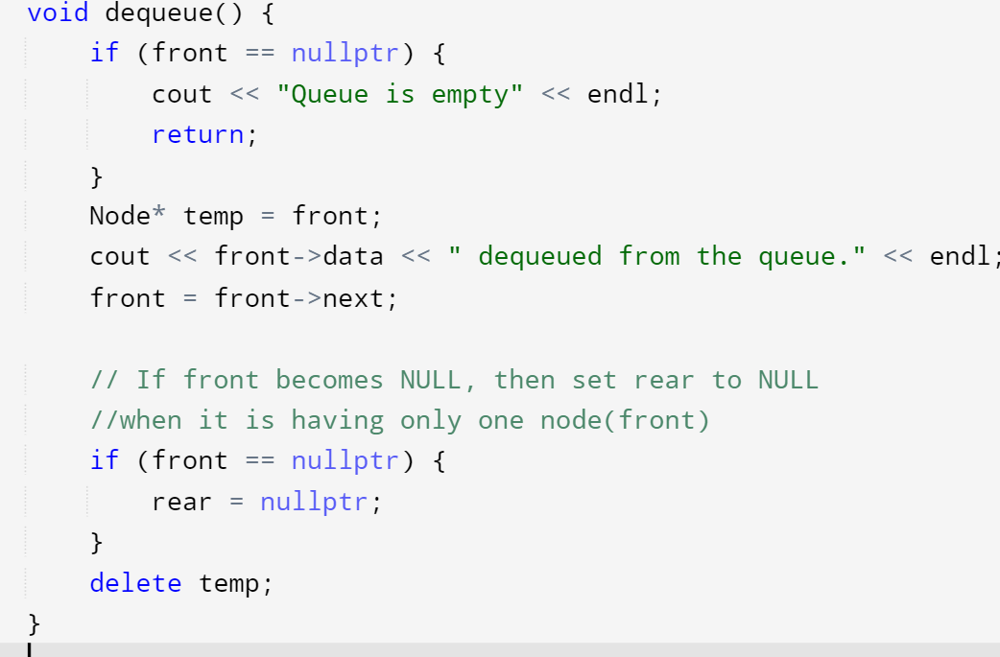 void dequeue() {
    if (front == nullptr) {
        cout << "Queue is empty" << endl;
        return;
    }
    Node* temp = front;
    cout << front->data << " dequeued from the queue." << endl;
    front = front->next;

    // If front becomes NULL, then set rear to NULL
    //when it is having only one node(front)
    if (front == nullptr) {
        rear = nullptr;
    }
    delete temp;
}